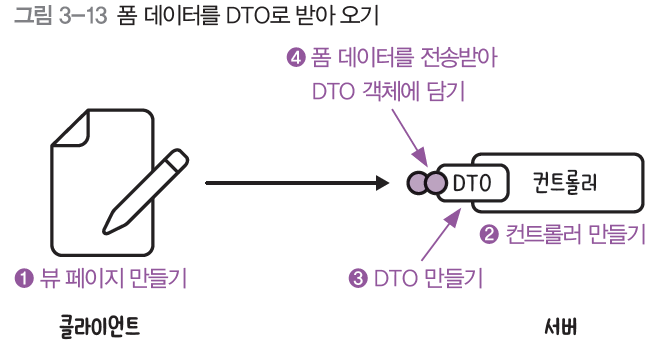 그림 3-13 폼 데이터를 DTO로 받아 오기
❹ 폼 데이터를 전송받아
DTO 객체에 담기
DTO
컨트롤러
❷ 컨트롤러 만들기
❶ 뷰 페이지 만들기
❸ DTO 만들기
클라이언트
서버